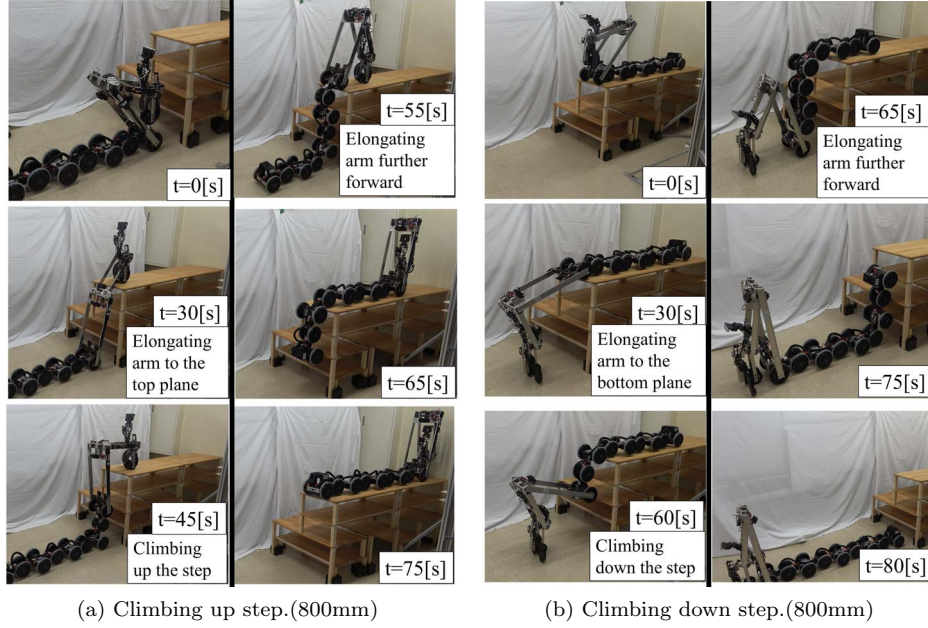 t=0[s]
t=30[s]
Elongating
arm to the
top plane
t=45[s]
Climbing
up the step
t=55[s]
Elongating
arm further
forward
t=65[s]
t=75[s]
(a) Climbing up step.(800mm)
t=0[s]
t=30[s]
Elongating
arm to the
bottom plane
t=60[s]
Climbing
down the step
t=65[s]
Elongating
arm further
forward
t=75[s]
t=80[s]
(b) Climbing down step.(800mm)